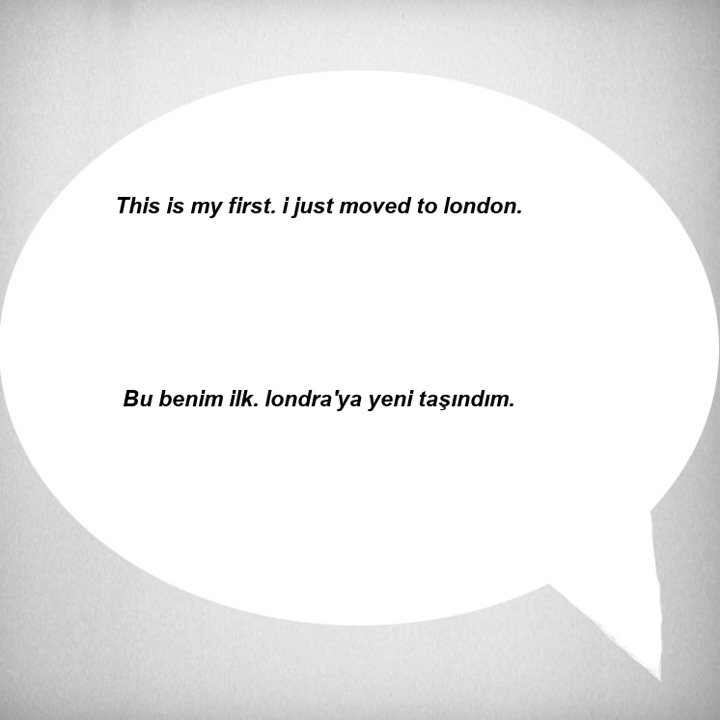 This is my first. i just moved to london.
Bu benim ilk. londra'ya yeni taşındım.